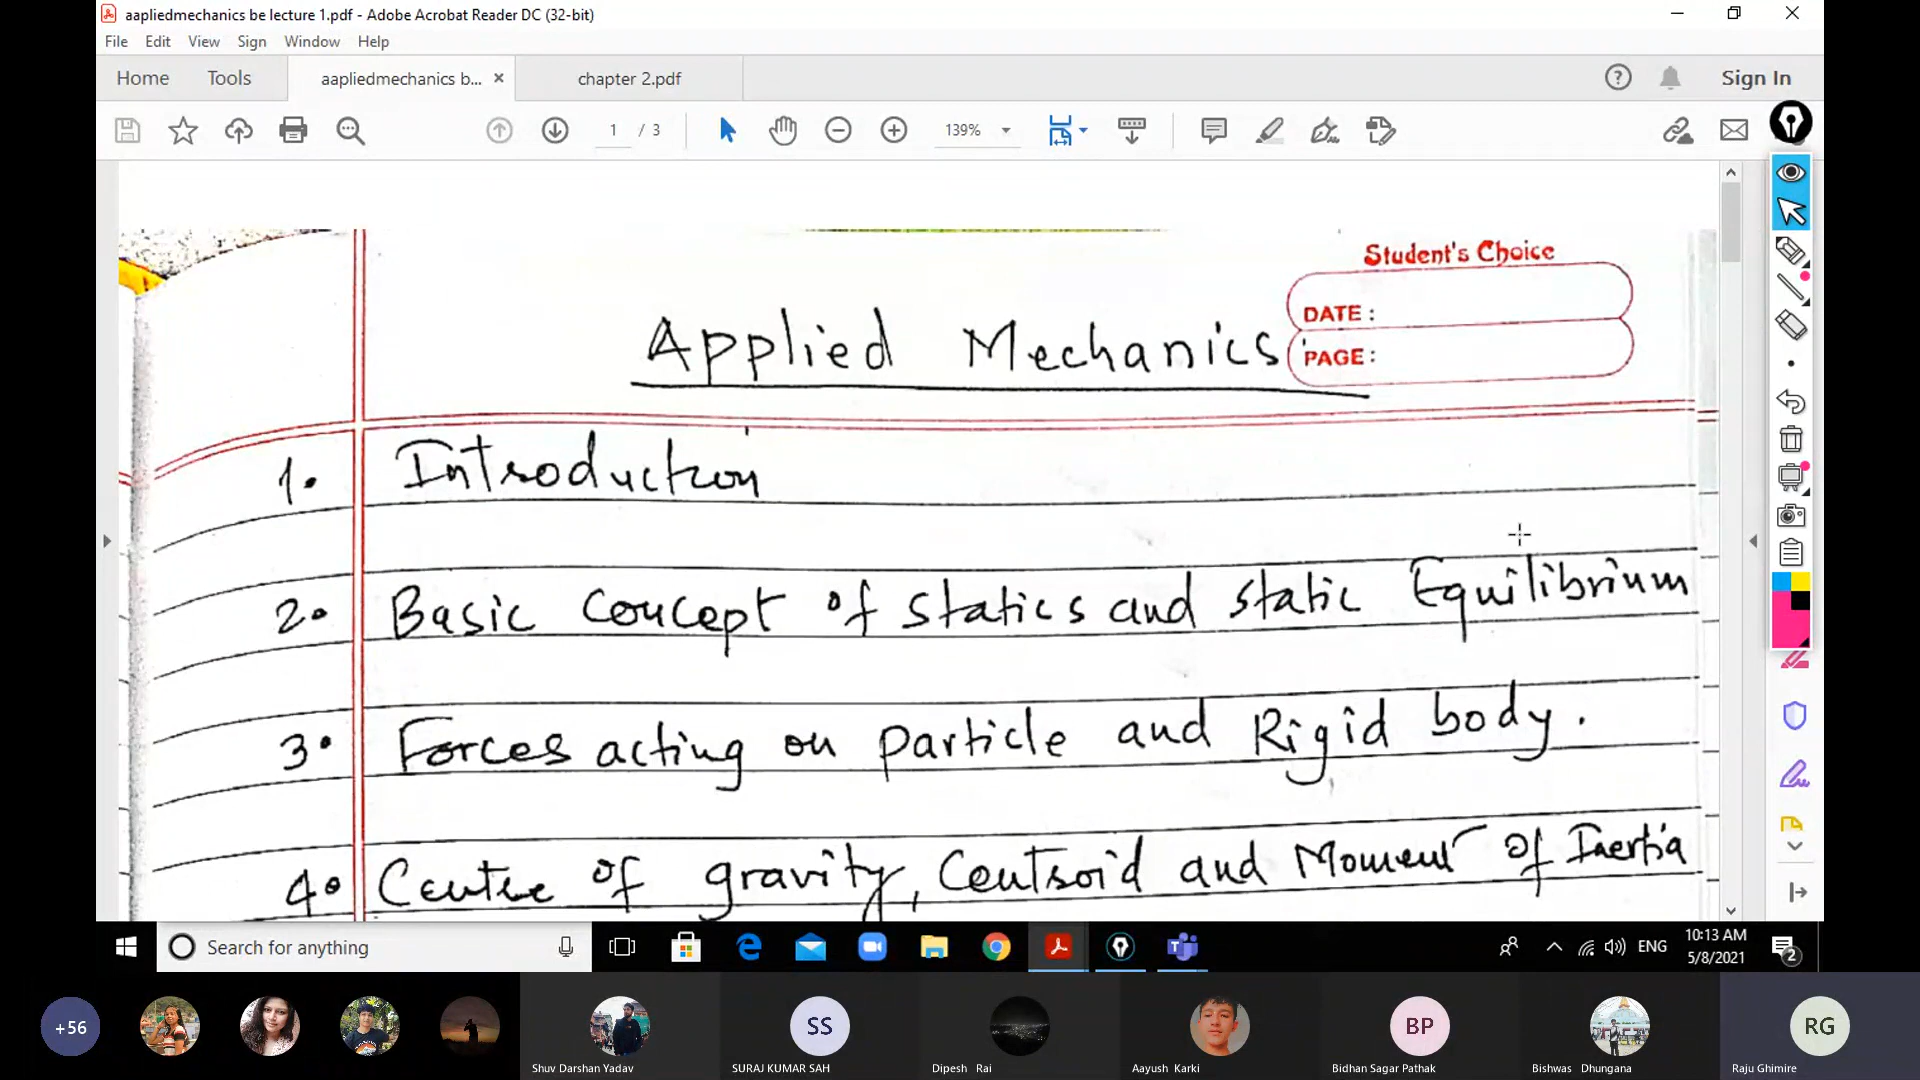 aapliedmechanics be lecture 1.pdf - Adobe Acrobat Reader DC (32-bit)
File Edit View Sign Window Help
Home Tools aapliedmechanics b... × chapter 2.pdf Sign In
1 / 3 139%
Student's Choice
DATE :
PAGE :
Applied Mechanics
1. Introduction
2. Basic Concept of statics and static Equilibrium
3. Forces acting on particle and Rigid body.
4. Centre of gravity, Centroid and Moment of Inertia
Search for anything ENG 10:13 AM
5/8/2021 2
+56 SS BP RG
Shuv Darshan Yadav SURAJ KUMAR SAH Dipesh Rai Aayush Karki Bidhan Sagar Pathak Bishwas Dhungana Raju Ghimire